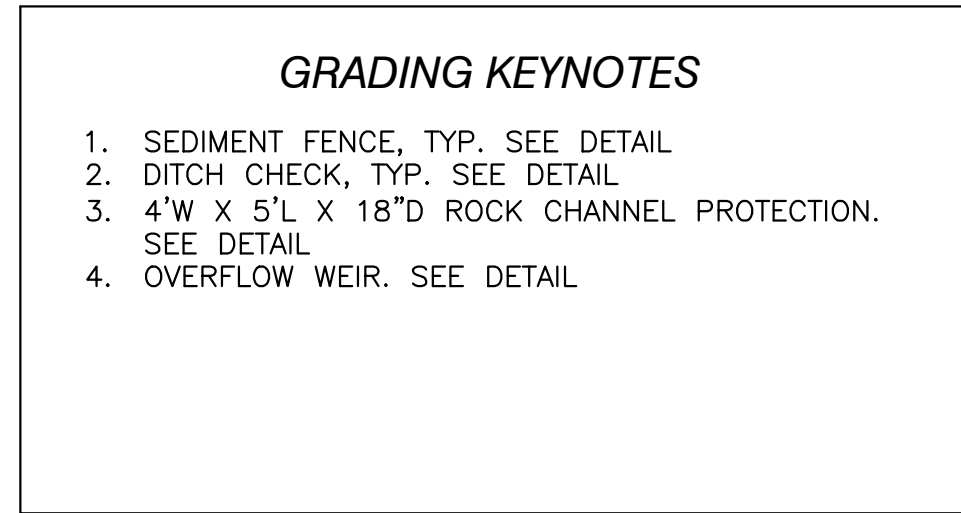 GRADING KEYNOTES
1. SEDIMENT FENCE, TYP. SEE DETAIL
2. DITCH CHECK, TYP. SEE DETAIL
3. 4'W X 5'L X 18"D ROCK CHANNEL PROTECTION.
SEE DETAIL
4. OVERFLOW WEIR. SEE DETAIL